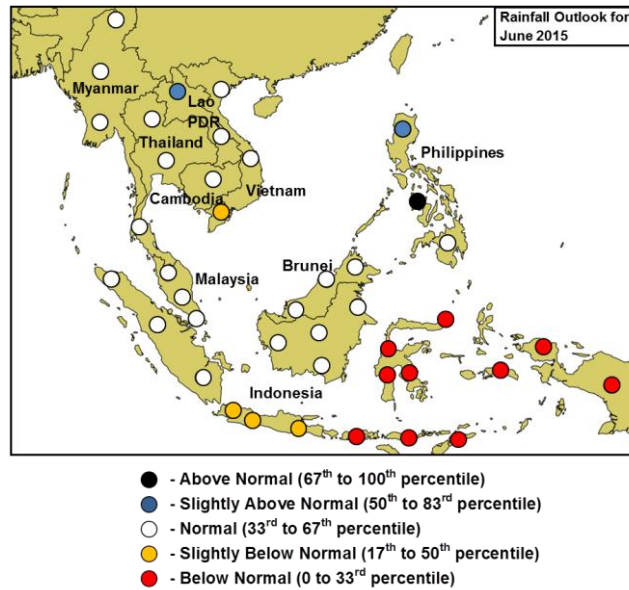 Rainfall Outlook for
June 2015
Myanmar
Lao
PDR
Thailand
Philippines
Cambodia
Vietnam
Malaysia
Brunei
Indonesia
- Above Normal (67th to 100th percentile)
- Slightly Above Normal (50th to 83rd percentile)
- Normal (33rd to 67th percentile)
- Slightly Below Normal (17th to 50th percentile)
- Below Normal (0 to 33rd percentile)